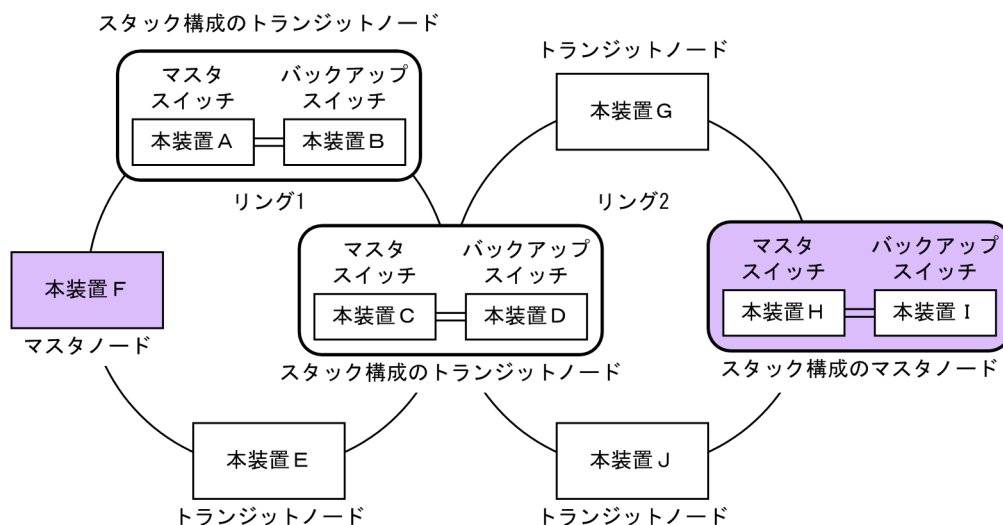 スタック構成のトランジットノード
マスタ
スイッチ
バックアップ
スイッチ
本装置A
本装置B
リング1
トランジットノード
本装置G
リング2
本装置F
マスタノード
マスタ
スイッチ
バックアップ
スイッチ
本装置C
本装置D
スタック構成のトランジットノード
マスタ
スイッチ
バックアップ
スイッチ
本装置H
本装置I
スタック構成のマスタノード
本装置E
トランジットノード
本装置J
トランジットノード